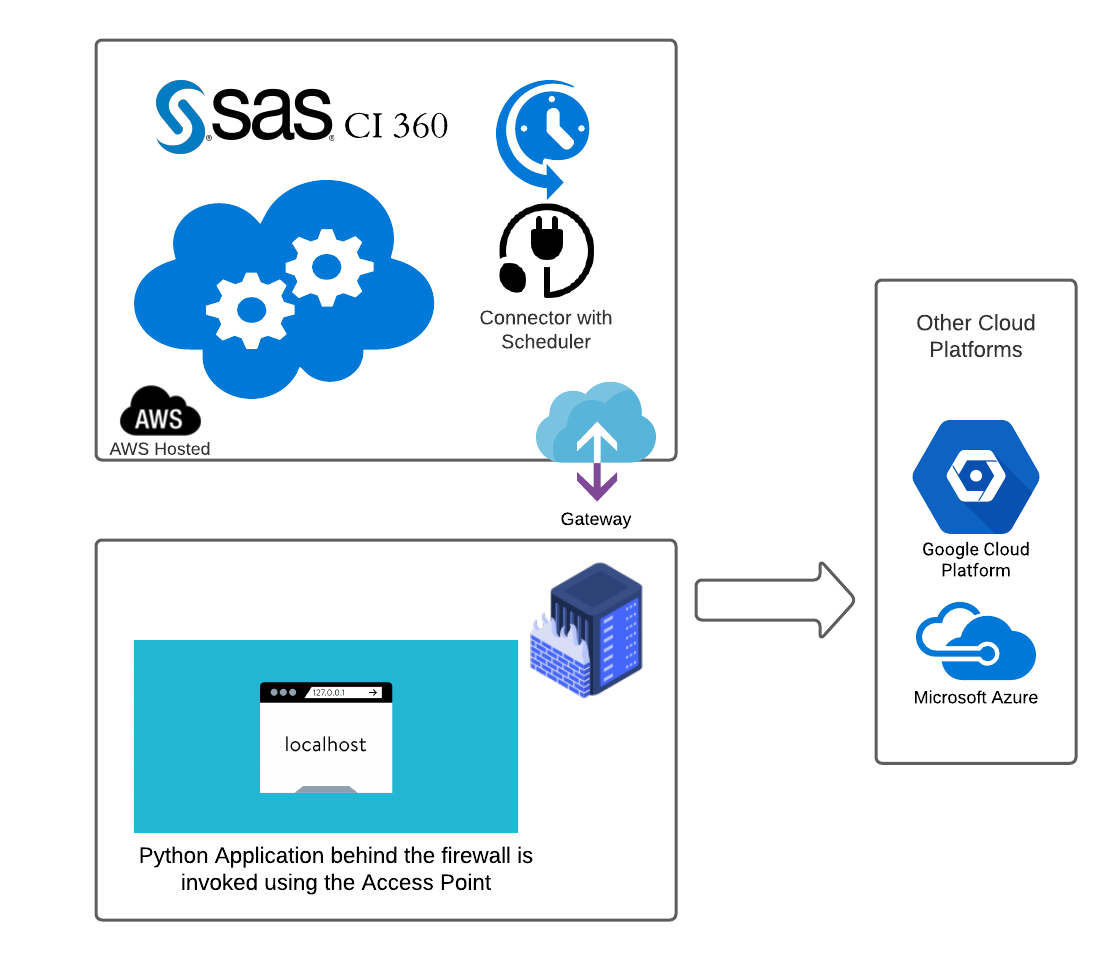 sas CI 360
Connector with
Scheduler
AWS
AWS Hosted
Gateway
127.0.0.1
localhost
Python Application behind the firewall is
invoked using the Access Point
Other Cloud
Platforms
Google Cloud
Platform
Microsoft Azure